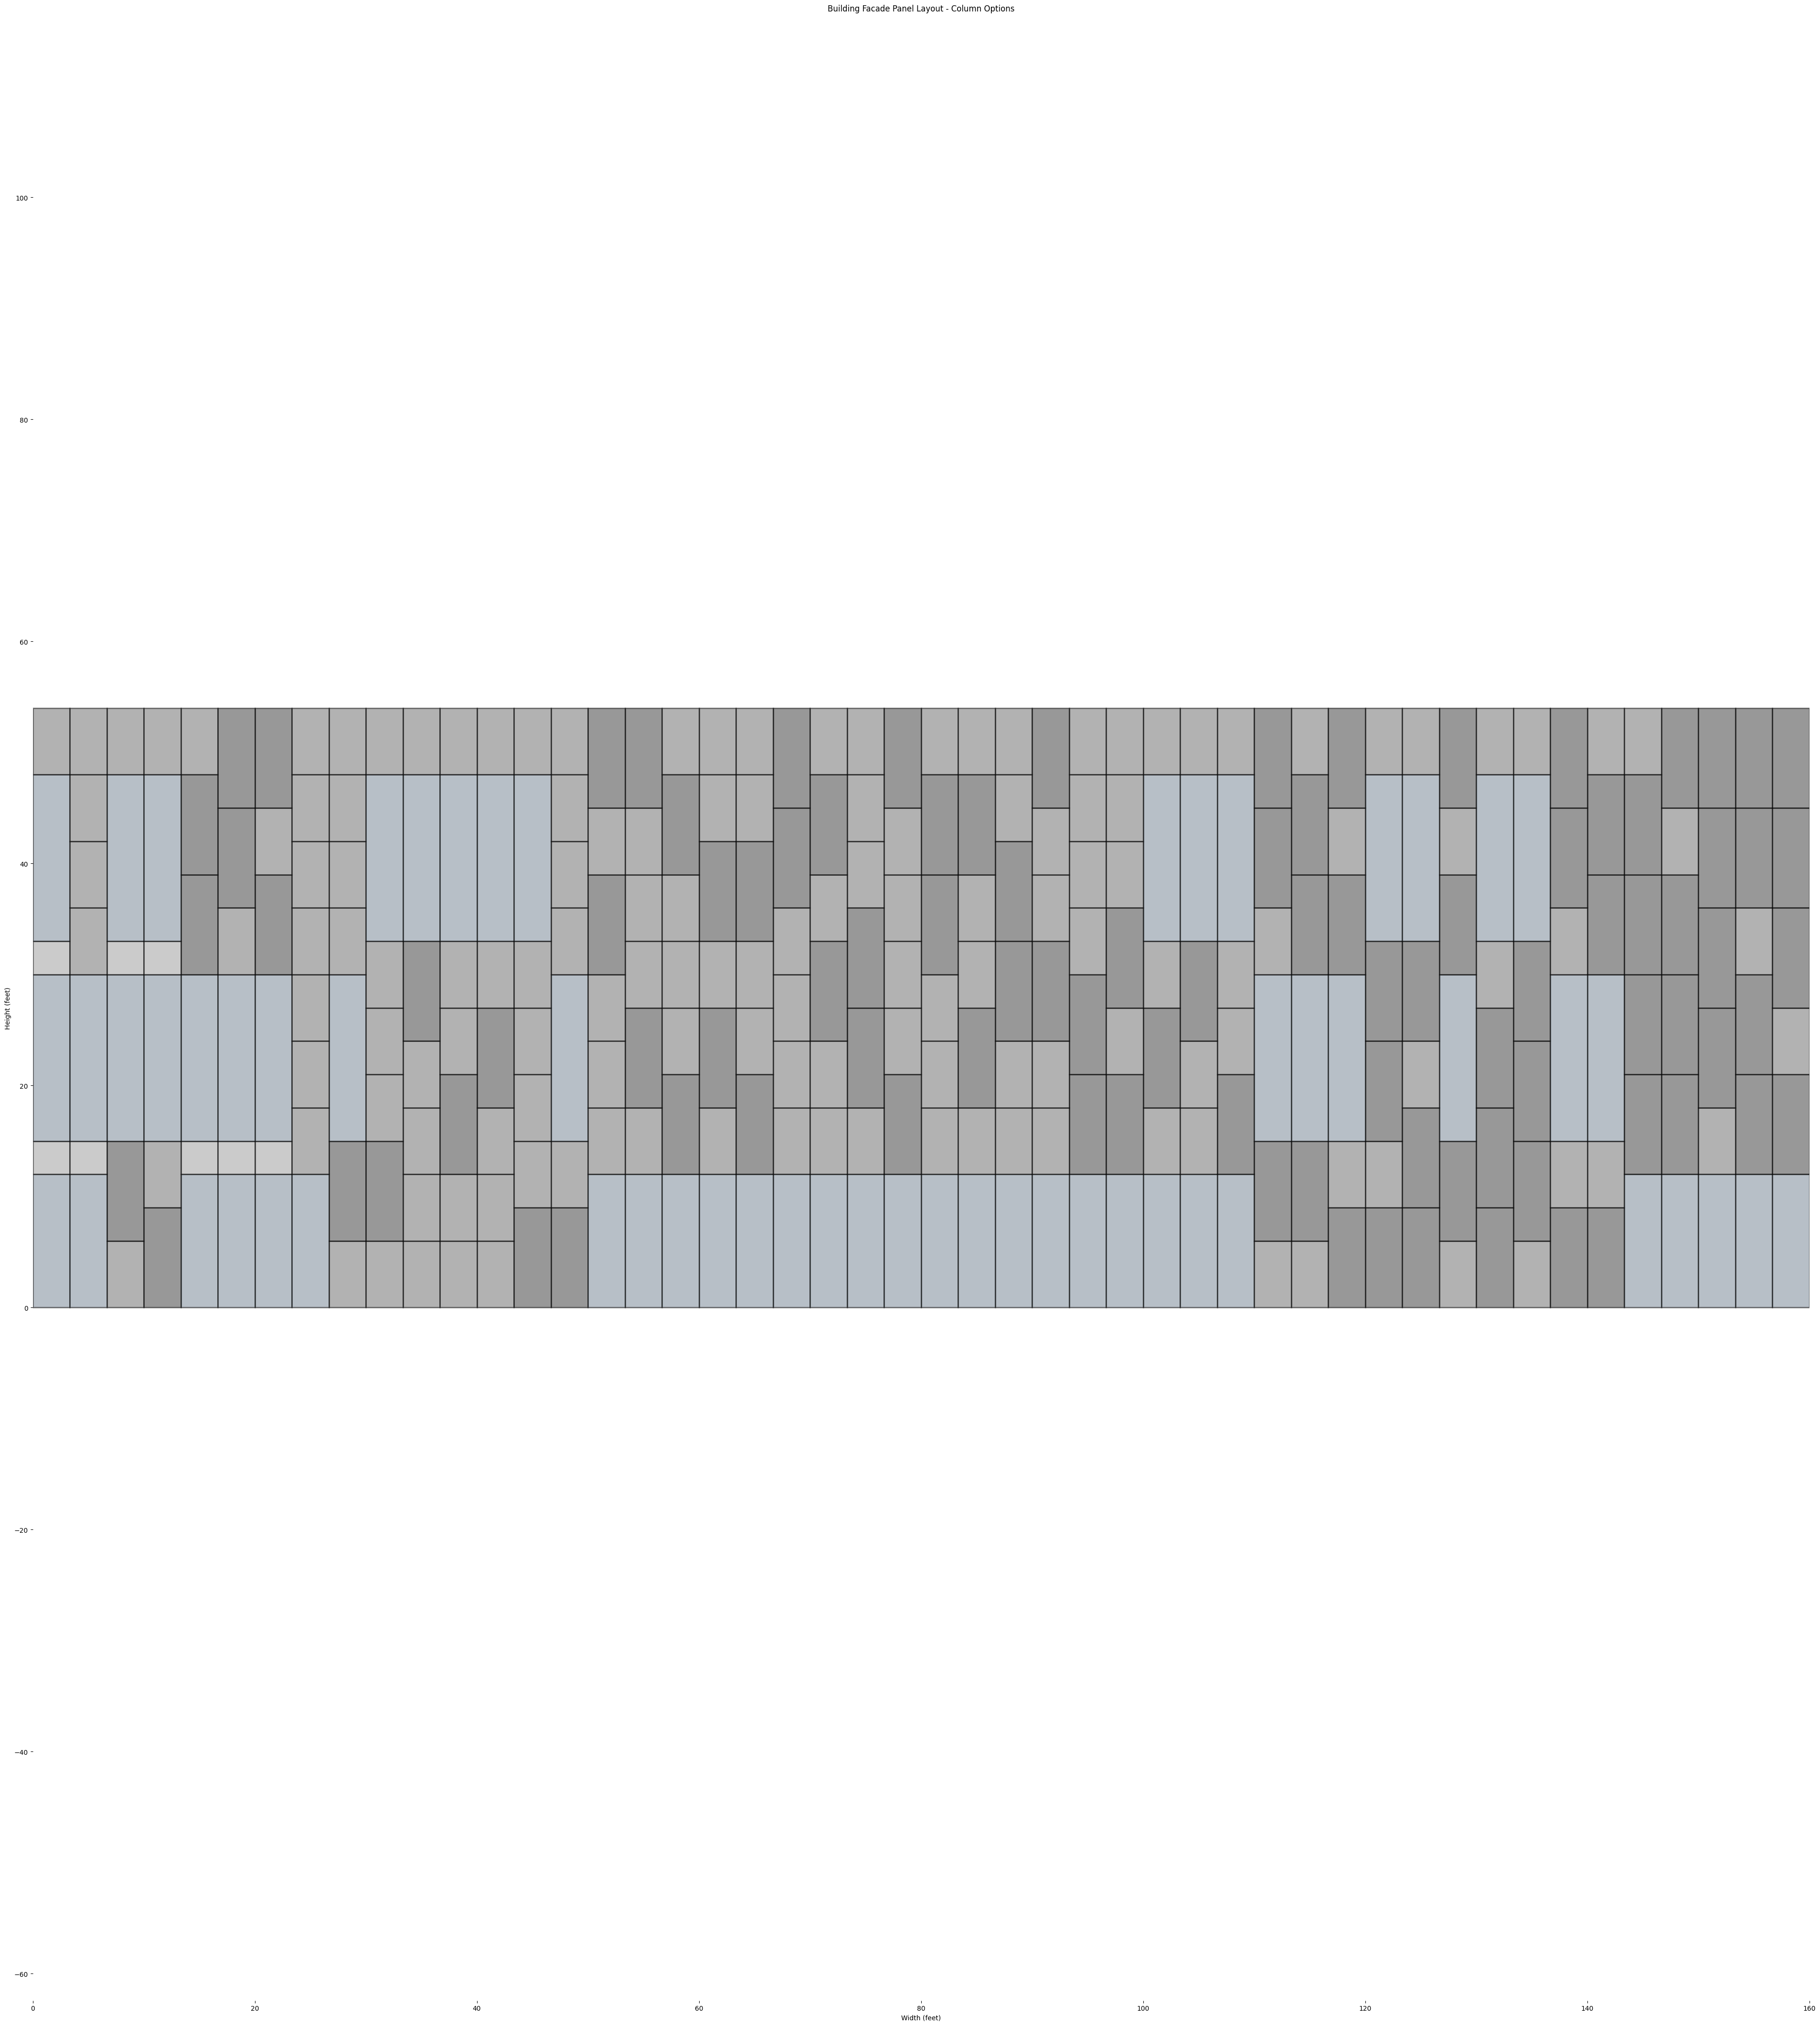 Building Facade Panel Layout - Column Options
100
80
60
40
20
0
−20
−40
−60
Height (feet)
0 20 40 60 80 100 120 140 160
Width (feet)